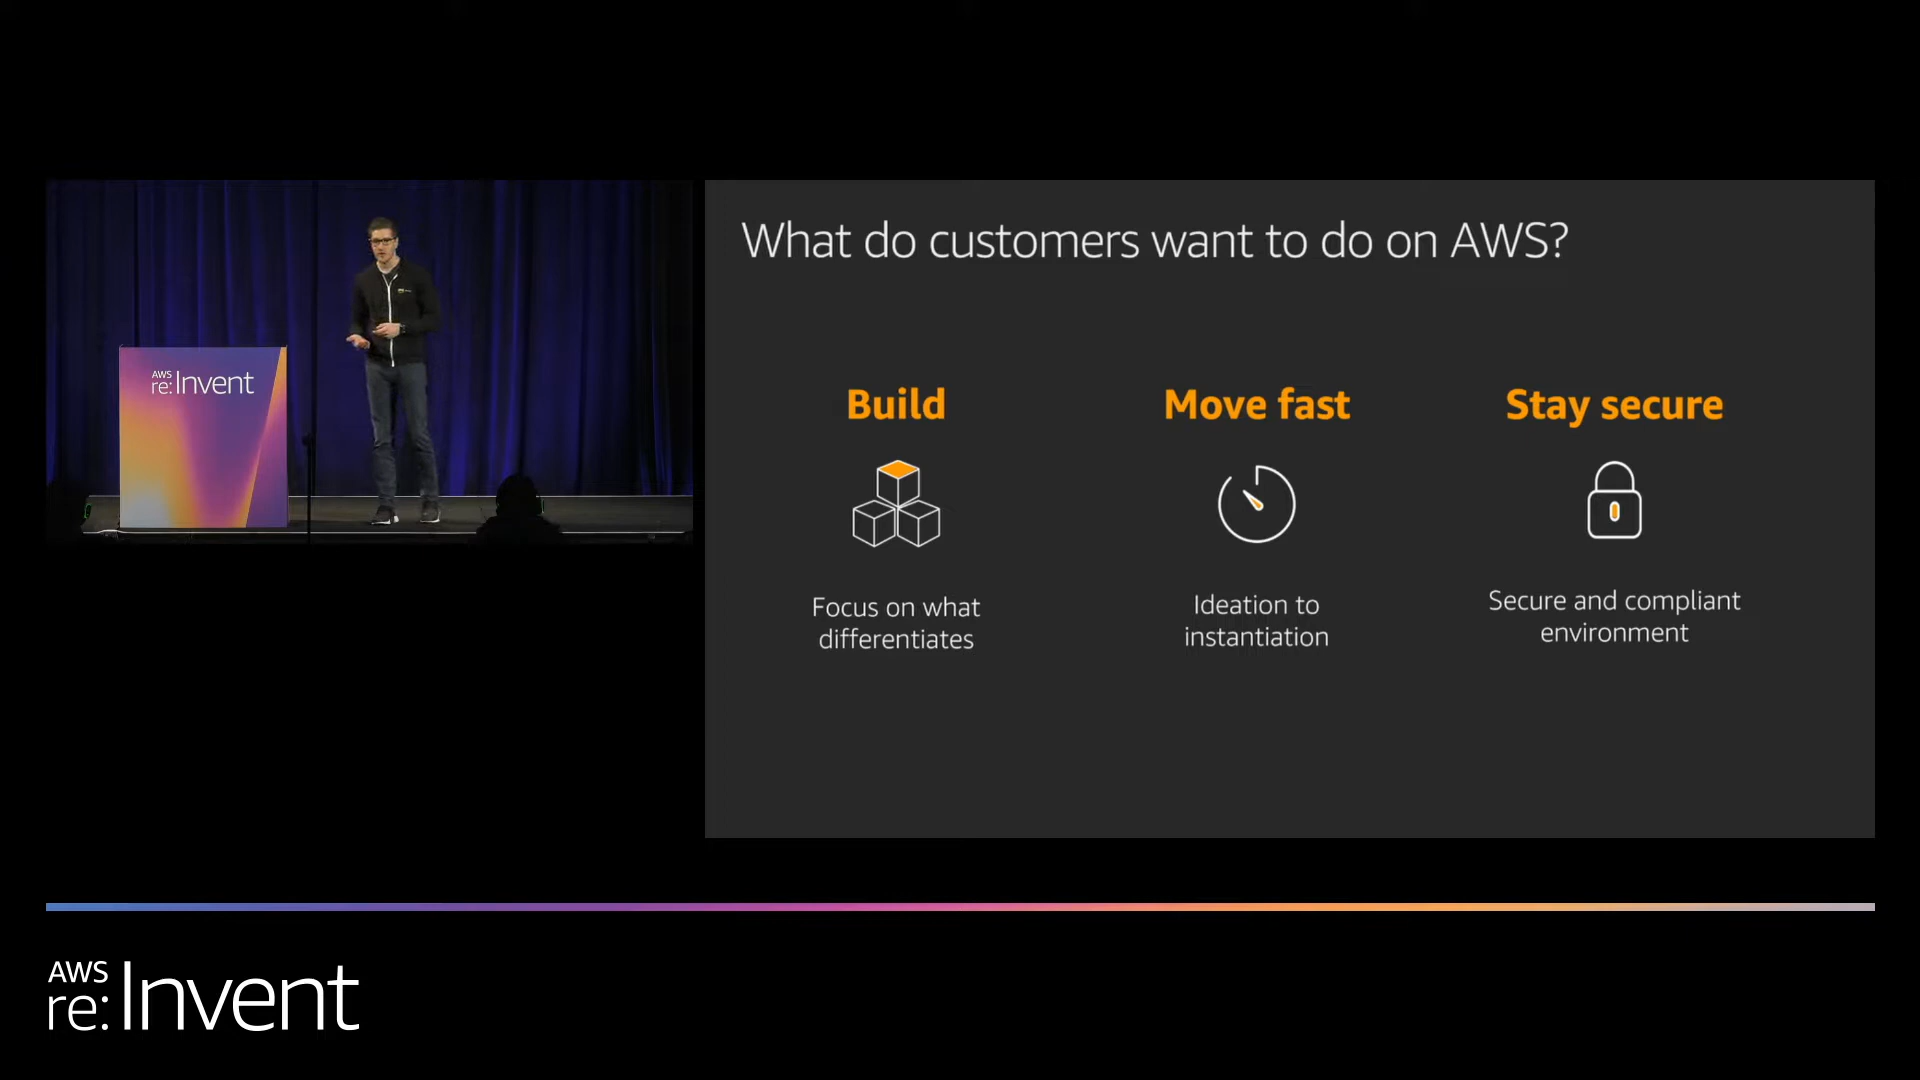 AWS
re:Invent
What do customers want to do on AWS?
Build
Move fast
Stay secure
Focus on what
differentiates
Ideation to
instantiation
Secure and compliant
environment
AWS
re:Invent